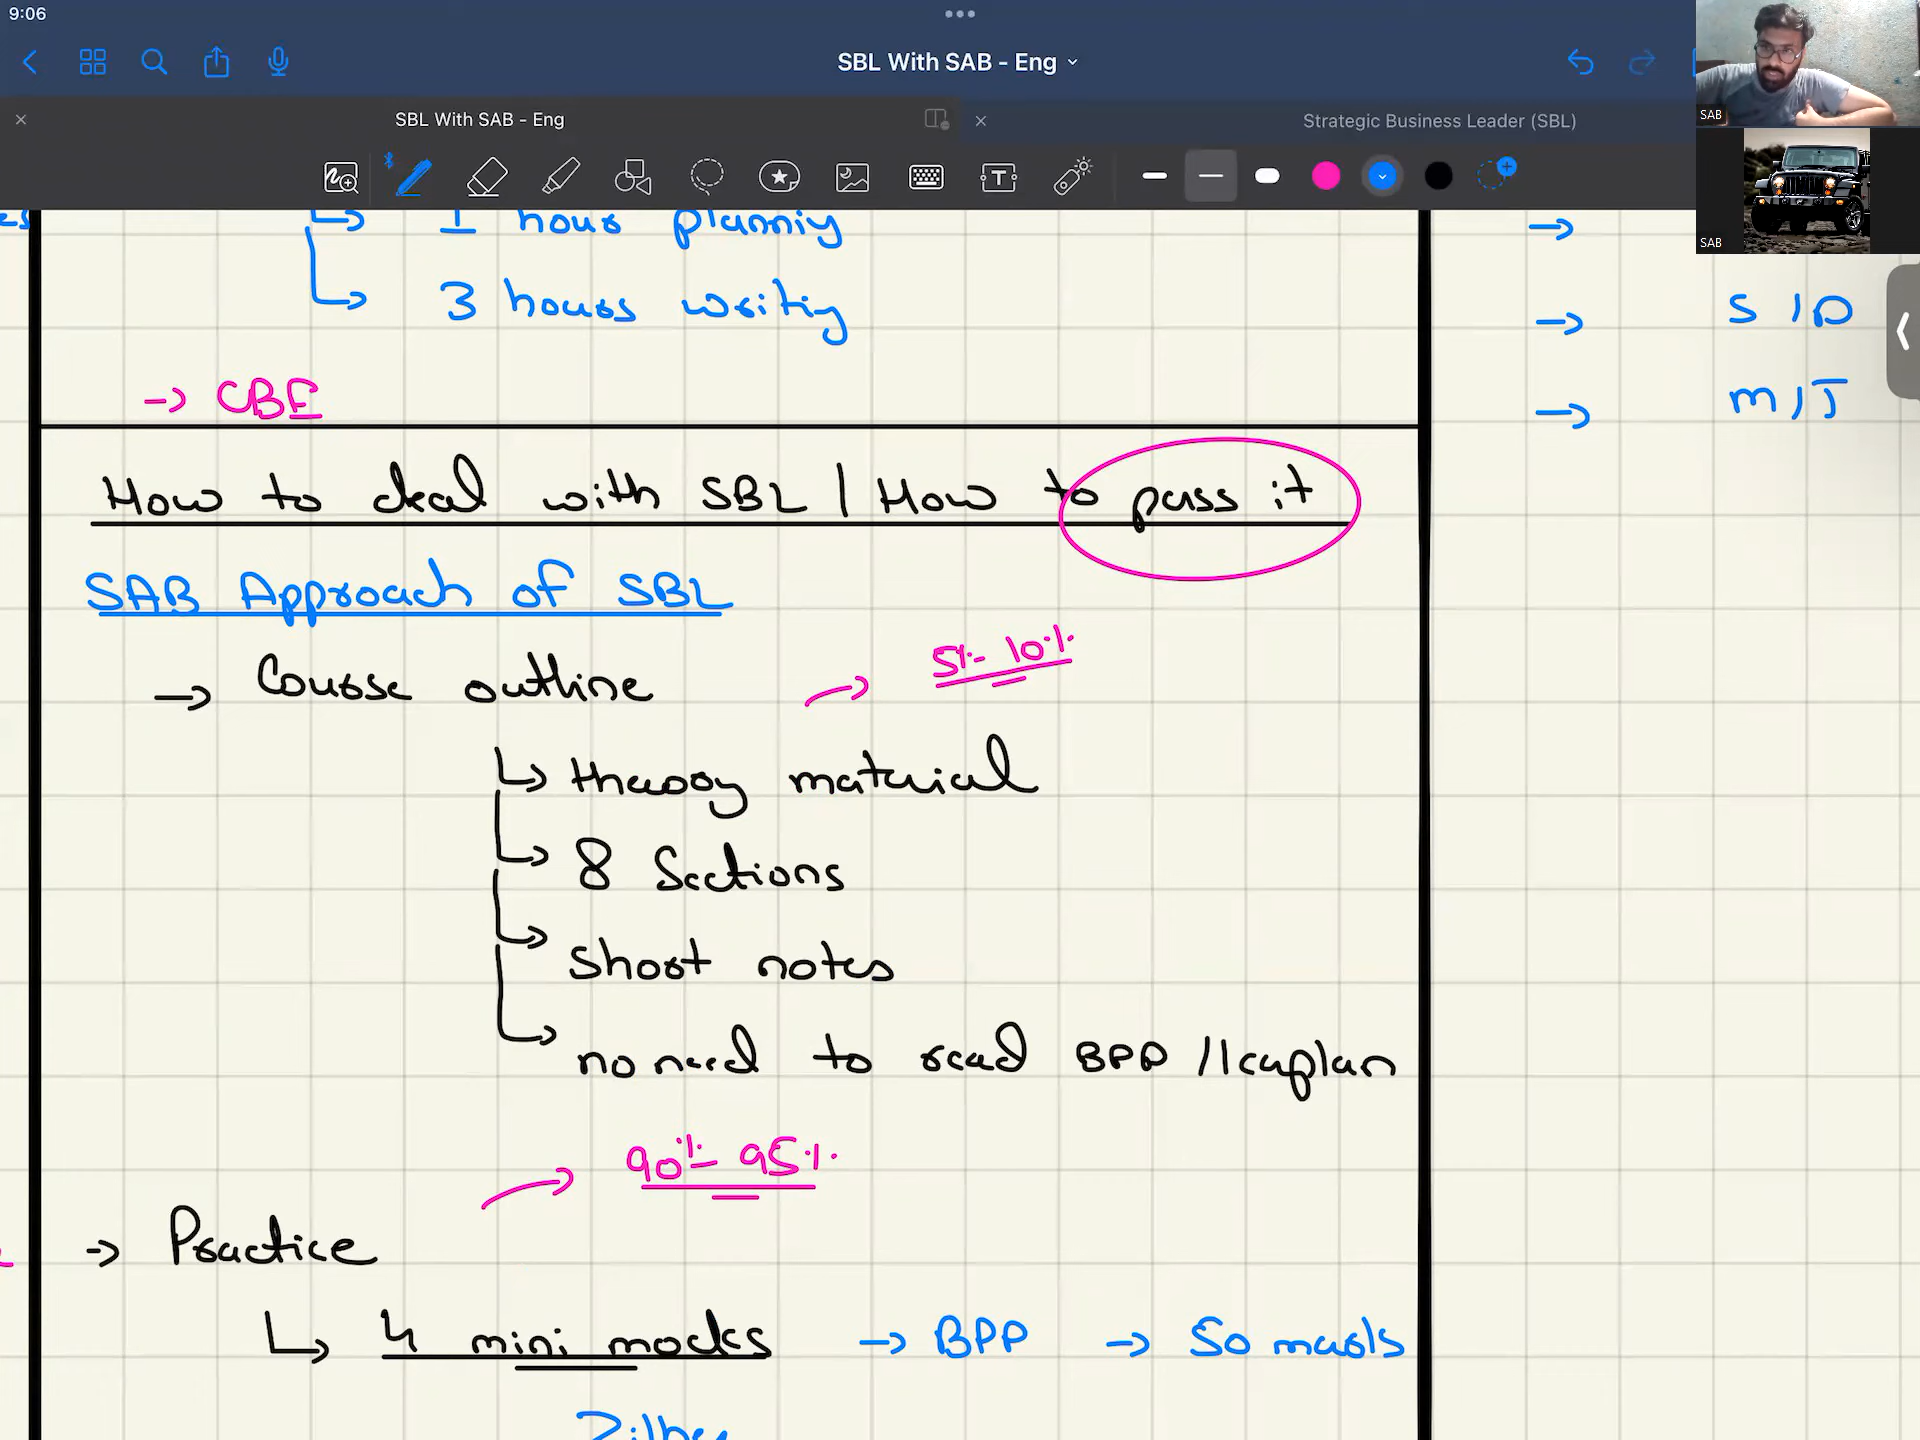 9:06
SBL With SAB - Eng
SBL With SAB - Eng
Strategic Business Leader (SBL)
SAB
SAB
1 hour planning
3 hours writing
→ CBE
→
→ S/D
→ M/J
How to deal with SBL / How to pass it
SAB Approach of SBL
→ Course outline → 5% - 10%
↳ theory material
↳ 8 Sections
↳ short notes
↳ no need to read BPP / Kaplan
→ 90% - 95%
→ Practice
↳ 4 mini mocks → BPP → 50 marks